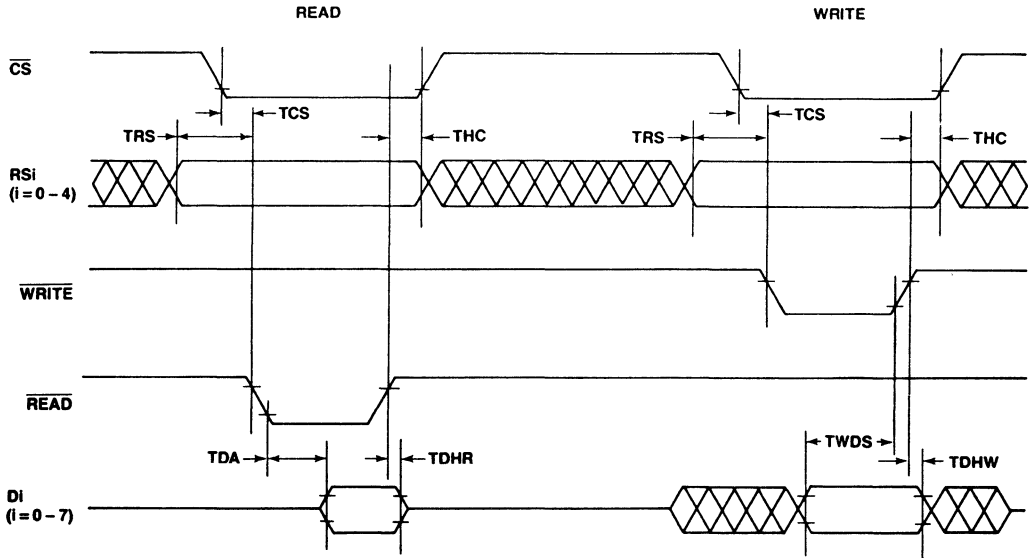 READ WRITE
CS
TCS TCS
TRS THC TRS THC
RSi
(i = 0 – 4)
WRITE
READ
TWDS
TDA TDHR TDHW
Di
(i = 0 – 7)